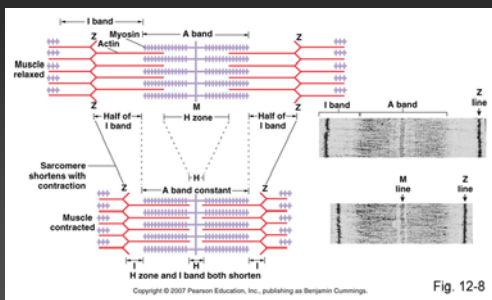 I band
Myosin
A band
Z
Z
Actin
Muscle
relaxed
Z
M
Z
Half of
I band
H zone
Half of
I band
I band
A band
Z
line
Sarcomere
shortens with
contraction
H
Z
A band constant
Z
M
line
Z
line
Muscle
contracted
I
H
I
H zone and I band both shorten
Copyright © 2007 Pearson Education, Inc., publishing as Benjamin Cummings.
Fig. 12-8